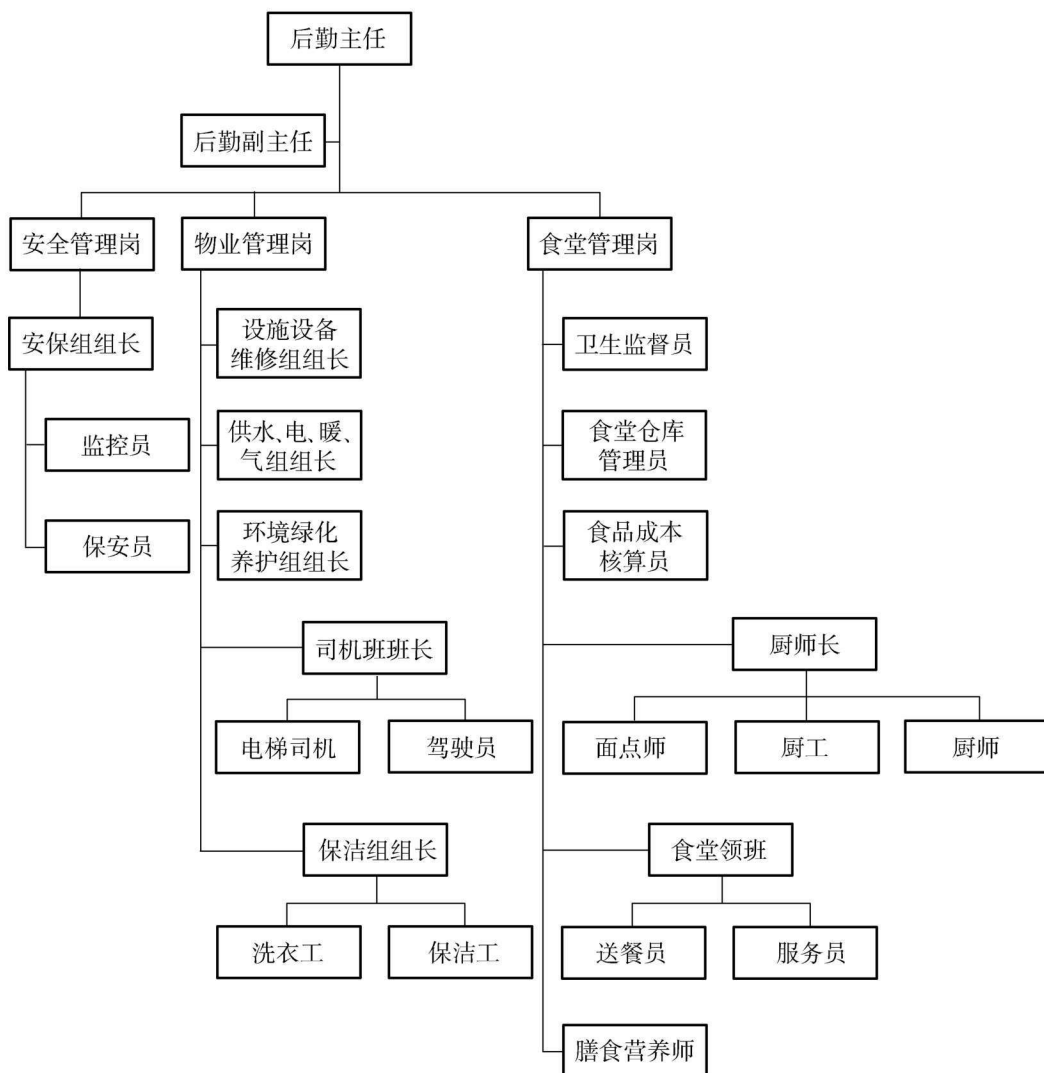 后勤主任
后勤副主任
安全管理岗
物业管理岗
食堂管理岗
安保组组长
设施设备
维修组组长
卫生监督员
监控员
供水、电、暖、
气组组长
食堂仓库
管理员
保安员
环境绿化
养护组组长
食品成本
核算员
司机班班长
厨师长
电梯司机
驾驶员
面点师
厨工
厨师
保洁组组长
食堂领班
洗衣工
保洁工
送餐员
服务员
膳食营养师